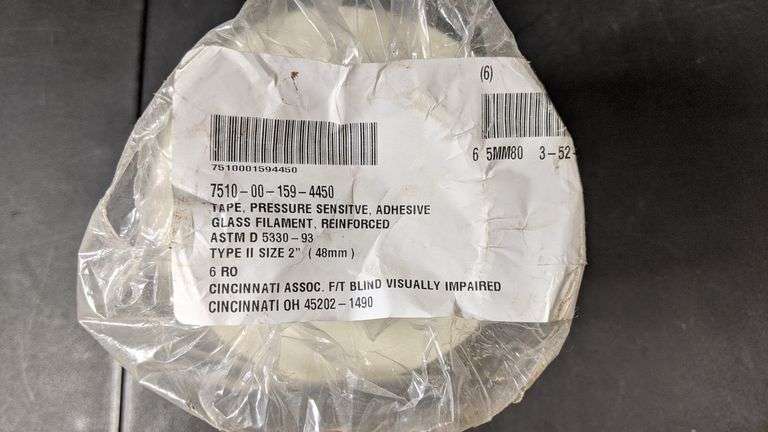 (6)
7510001594450
6 5MM80 3-52
7510-00-159-4450
TAPE, PRESSURE SENSITVE, ADHESIVE
GLASS FILAMENT, REINFORCED
ASTM D 5330-93
TYPE II SIZE 2" (48mm)
6 RO
CINCINNATI ASSOC. F/T BLIND VISUALLY IMPAIRED
CINCINNATI OH 45202-1490